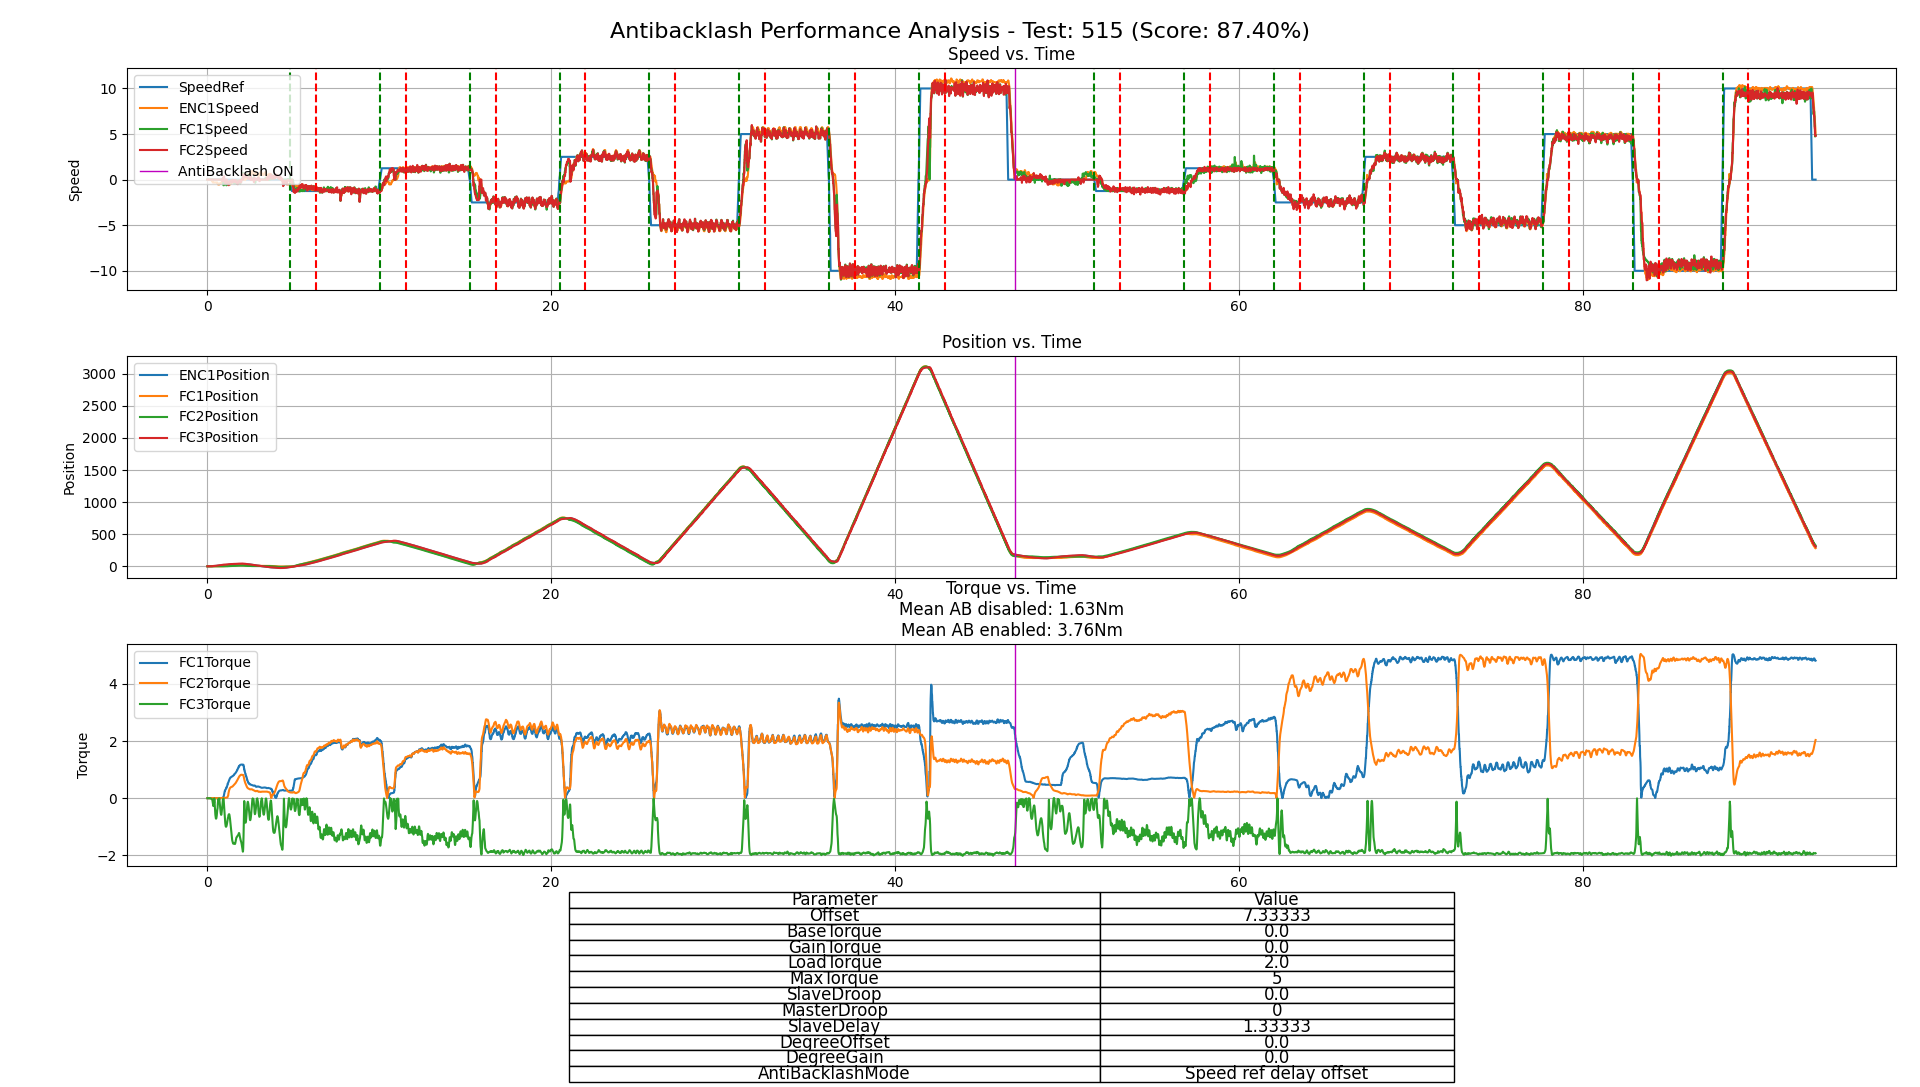 Antibacklash Performance Analysis - Test: 515 (Score: 87.40%)
Speed vs. Time
SpeedRef
ENC1Speed
FC1Speed
FC2Speed
AntiBacklash ON
Speed
10
5
0
−5
−10
0 20 40 60 80
Position vs. Time
ENC1Position
FC1Position
FC2Position
FC3Position
Position
3000
2500
2000
1500
1000
500
0
0 20 40 60 80
Torque vs. Time
Mean AB disabled: 1.63Nm
Mean AB enabled: 3.76Nm
FC1Torque
FC2Torque
FC3Torque
Torque
4
2
0
−2
0 20 40 60 80
Parameter Value
Offset 7.33333
BaseTorque 0.0
GainTorque 0.0
LoadTorque 2.0
MaxTorque 5
SlaveDroop 0.0
MasterDroop 0
SlaveDelay 1.33333
DegreeOffset 0.0
DegreeGain 0.0
AntiBacklashMode Speed ref delay offset